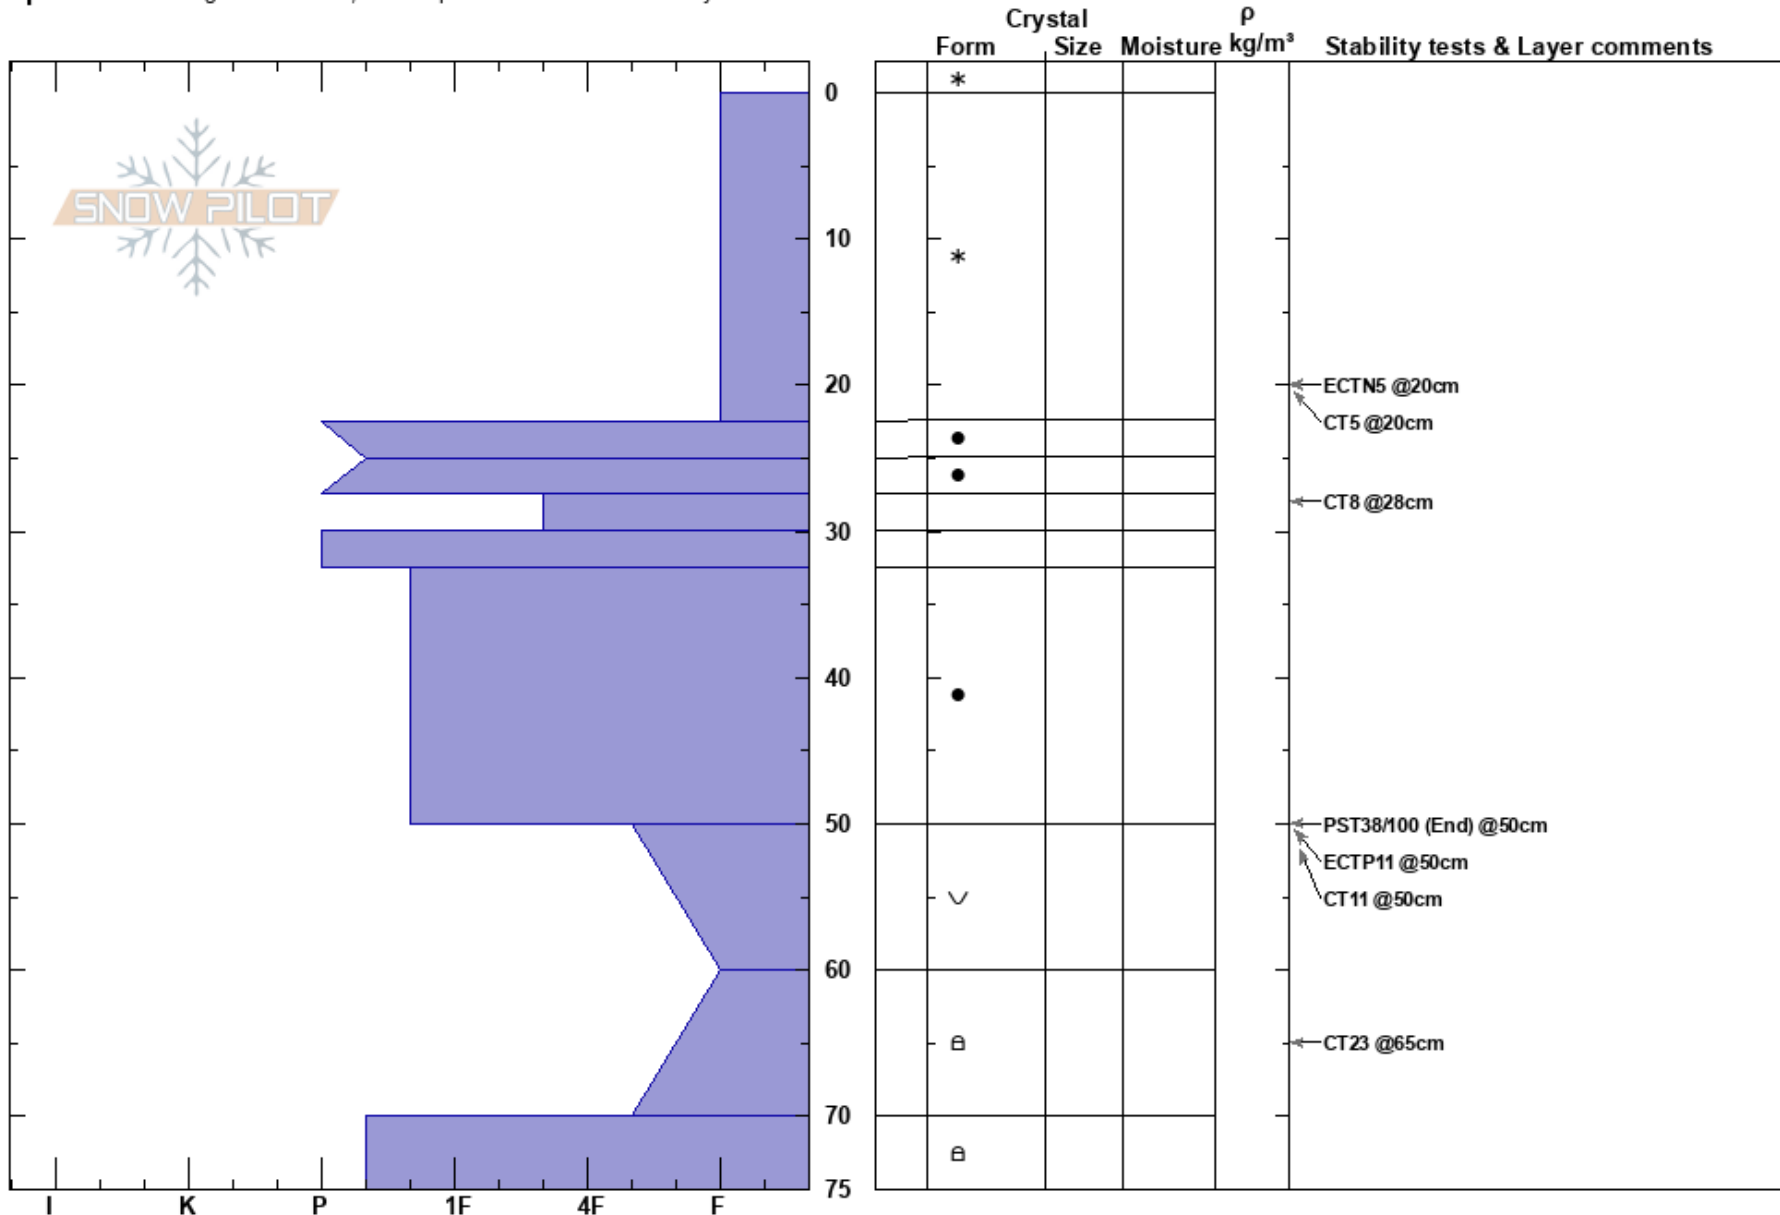 Crystal
ρ
Form Size Moisture kg/m³ Stability tests & Layer comments
SNOW PILOT
0
10
20
30
40
50
60
70
75
ECTN5 @20cm
CT5 @20cm
CT8 @28cm
PST38/100 (End) @50cm
ECTP11 @50cm
CT11 @50cm
CT23 @65cm
I K P 1F 4F F